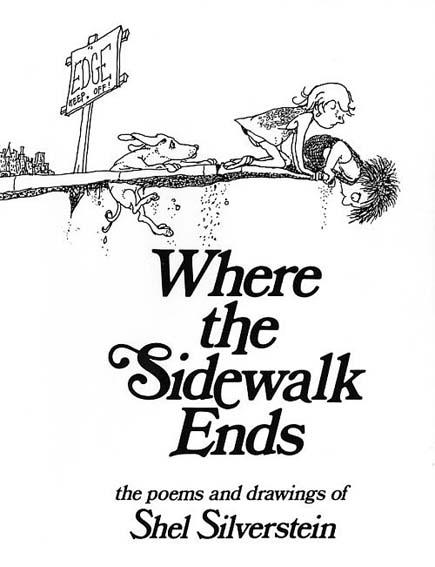 EDGE
KEEP OFF!
Where
the
Sidewalk
Ends
the poems and drawings of
Shel Silverstein